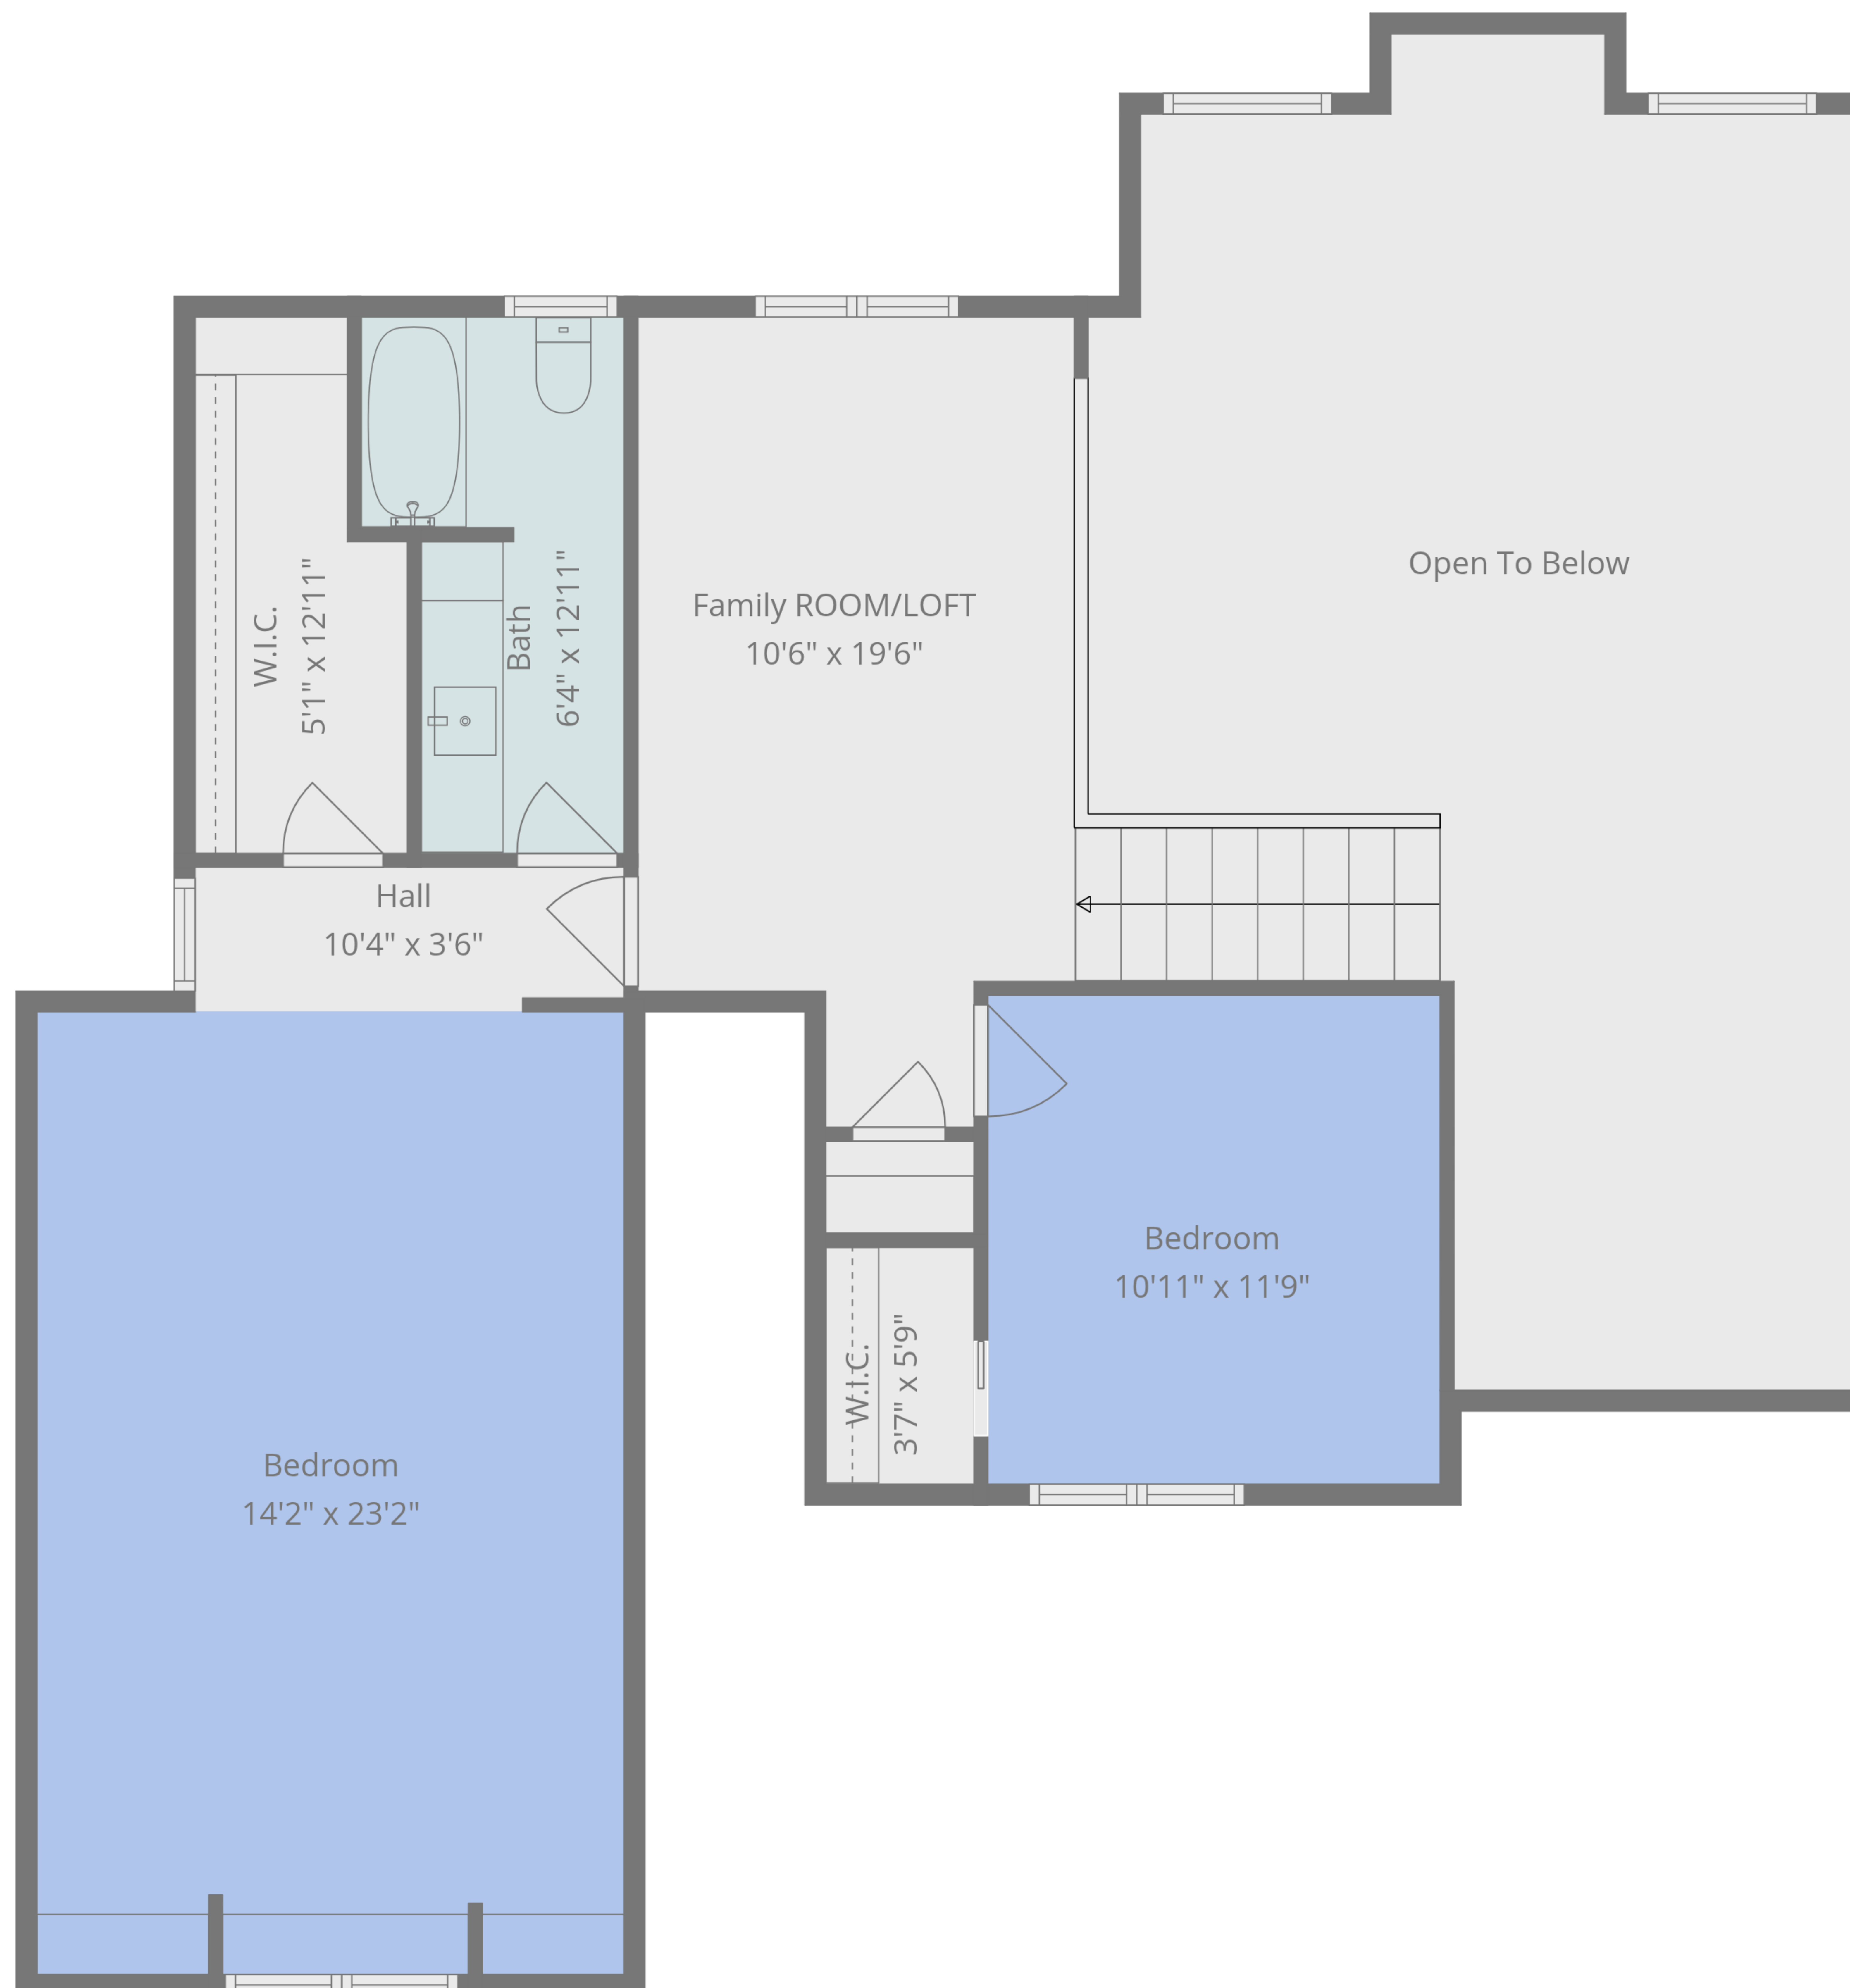 Open To Below
Family ROOM/LOFT
10'6" x 19'6"
W.I.C.
5'1" x 12'11"
Bath
6'4" x 12'11"
Hall
10'4" x 3'6"
Bedroom
10'11" x 11'9"
W.I.C.
3'7" x 5'9"
Bedroom
14'2" x 23'2"